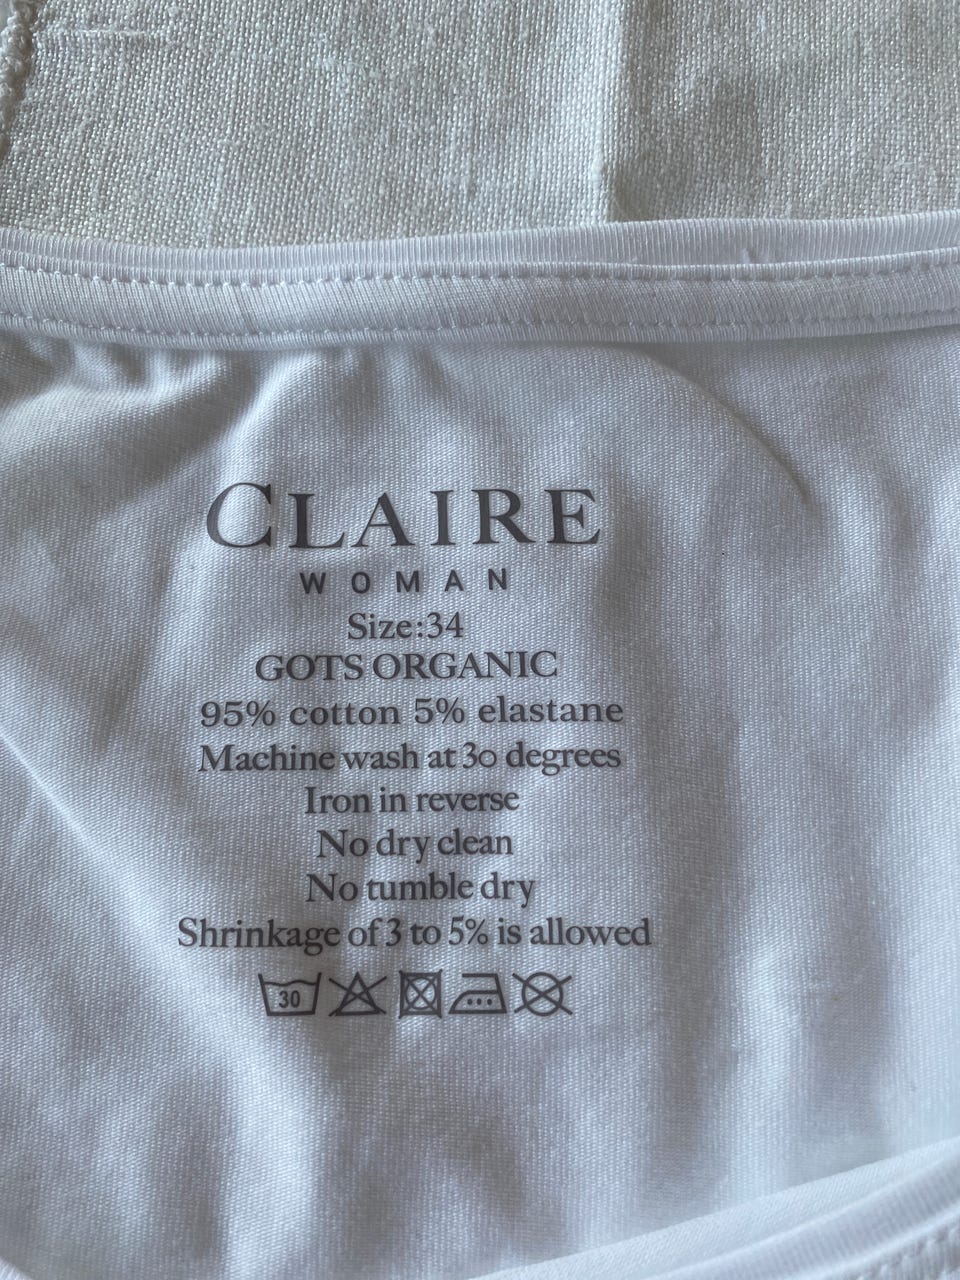 CLAIRE
WOMAN
Size:34
GOTS ORGANIC
95% cotton 5% elastane
Machine wash at 30 degrees
Iron in reverse
No dry clean
No tumble dry
Shrinkage of 3 to 5% is allowed
30